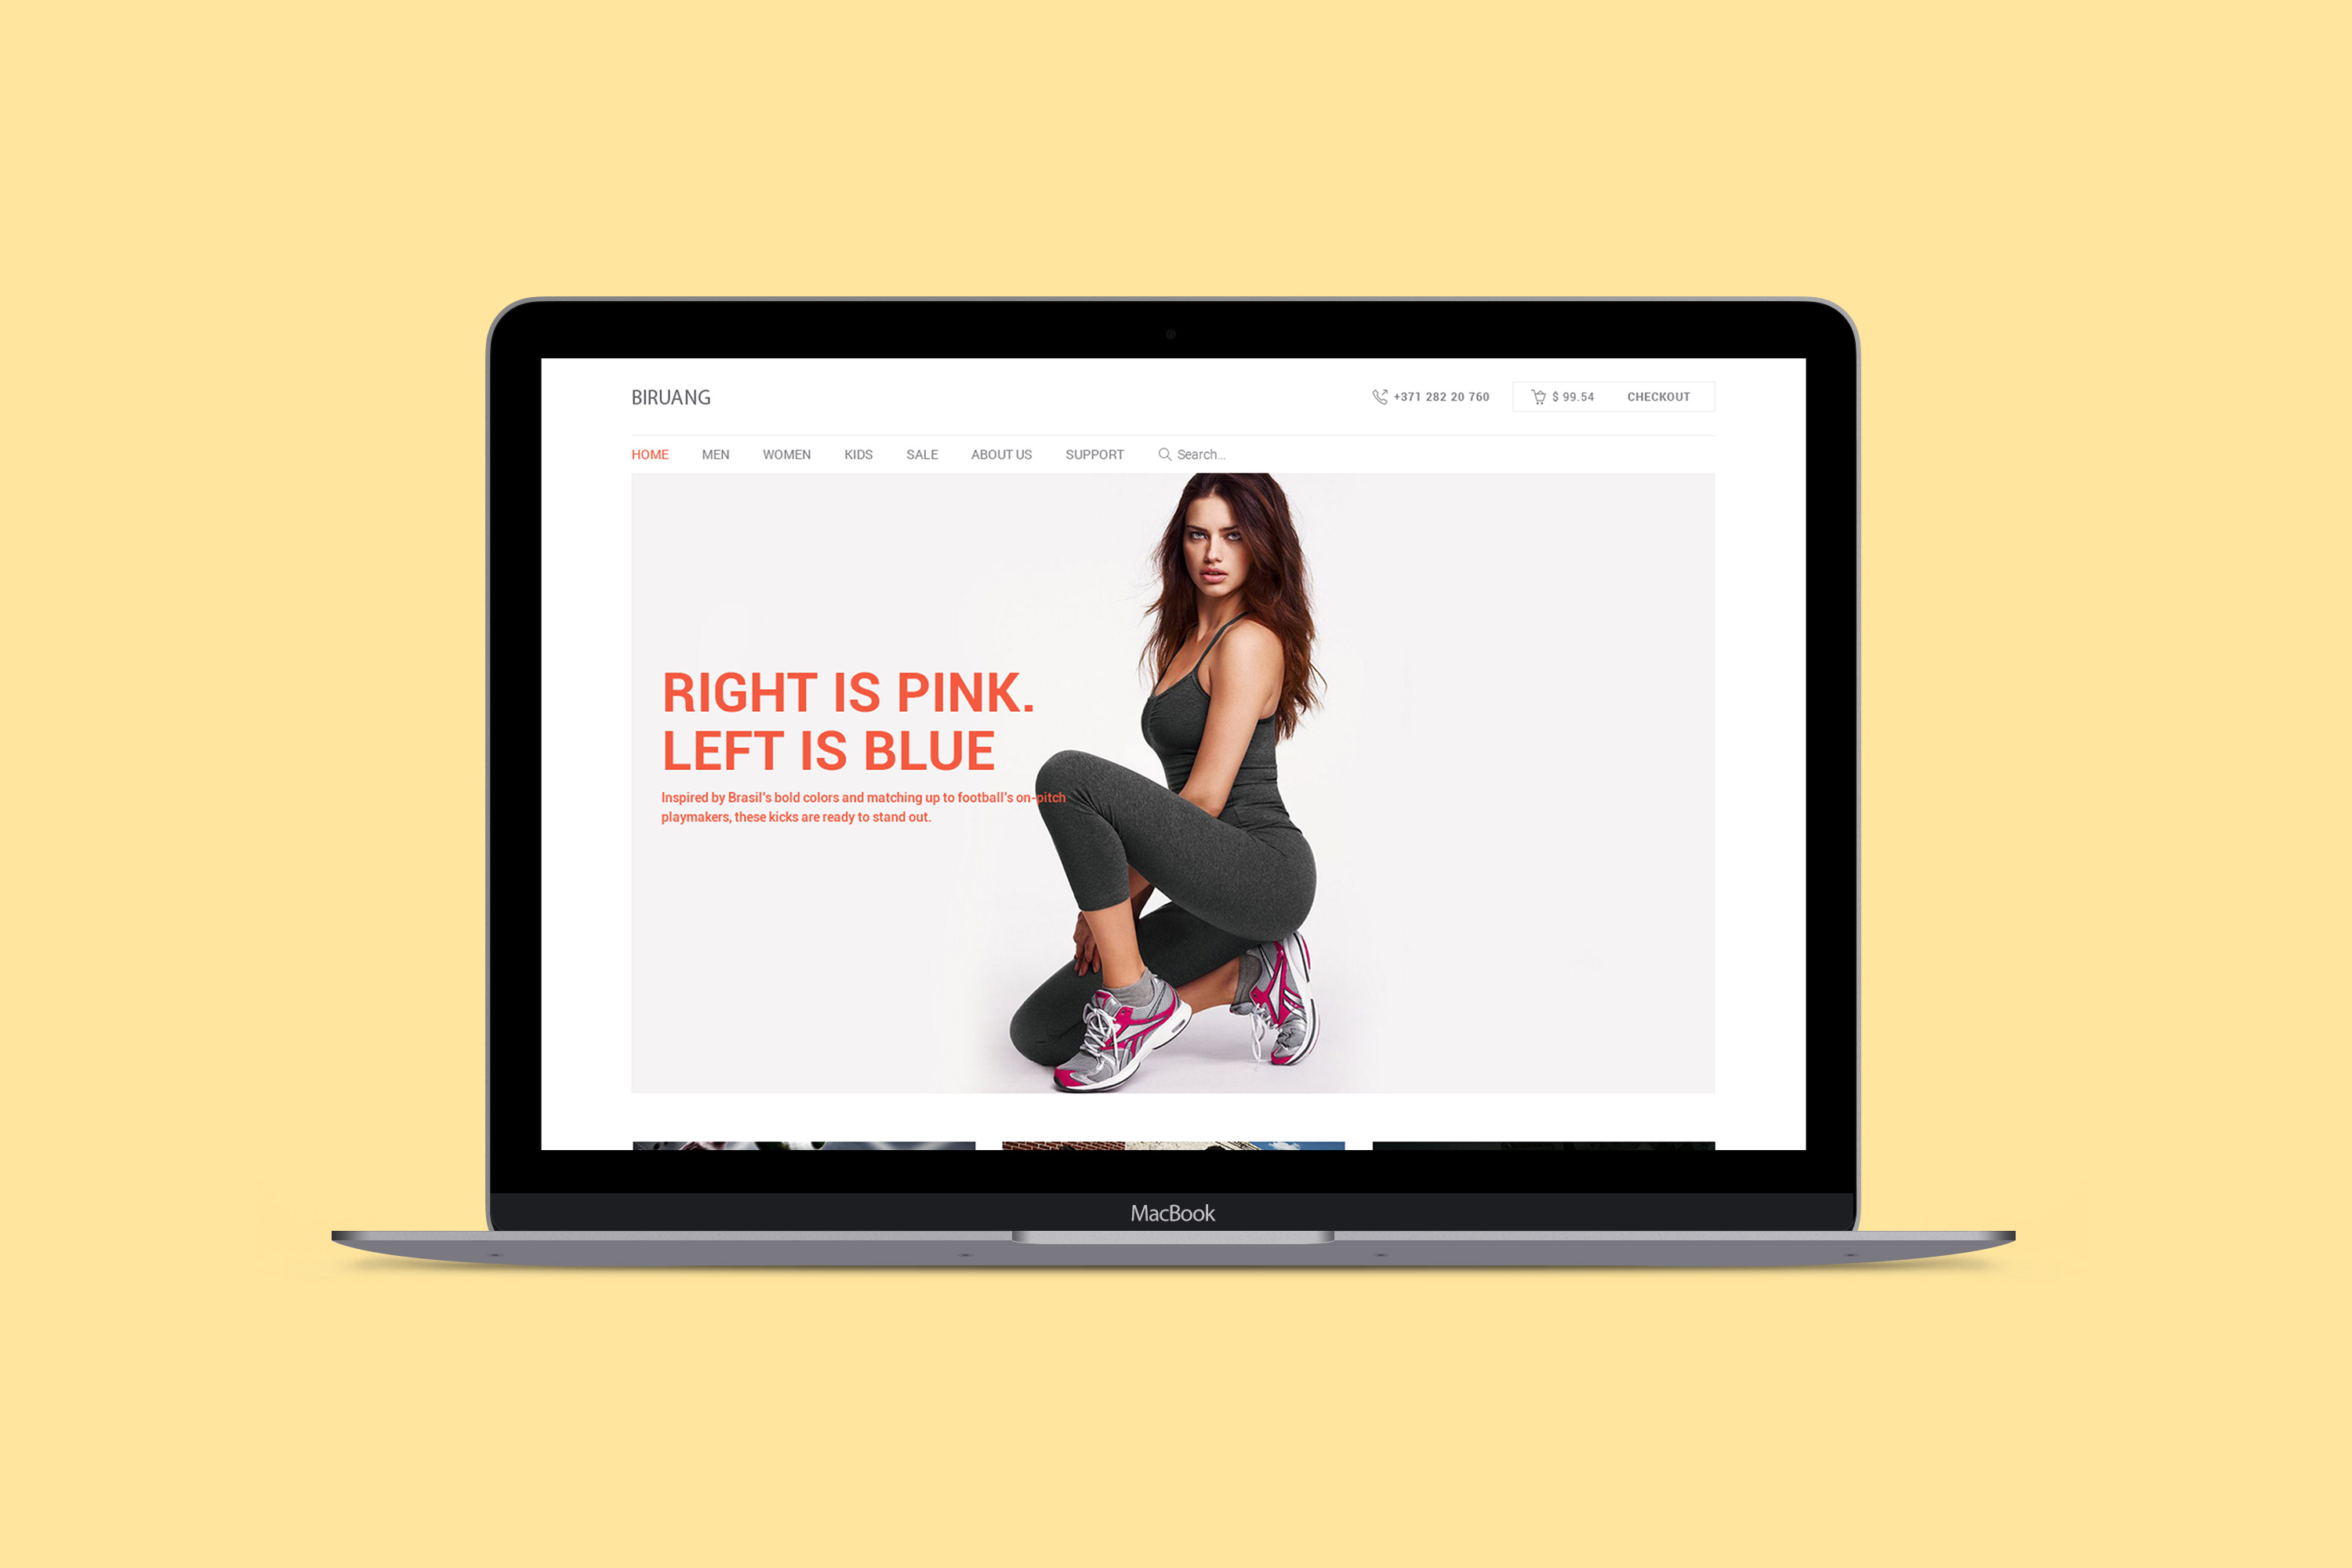 BIRUANG
+371 282 20 760
$ 99.54
CHECKOUT
HOME MEN WOMEN KIDS SALE ABOUT US SUPPORT Search...
RIGHT IS PINK.
LEFT IS BLUE
Inspired by Brasil's bold colors and matching up to football's on-pitch
playmakers, these kicks are ready to stand out.
MacBook